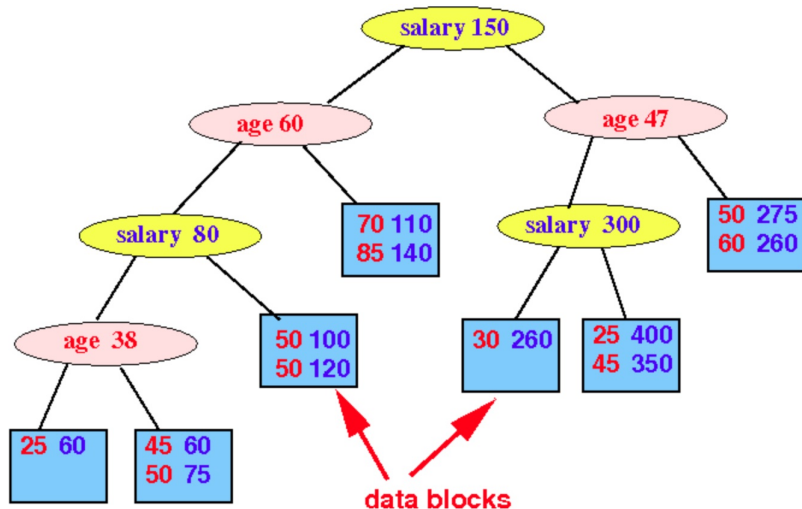 salary 150
age 60
age 47
salary 80
70 110
85 140
salary 300
50 275
60 260
age 38
50 100
50 120
30 260
25 400
45 350
25 60
45 60
50 75
data blocks